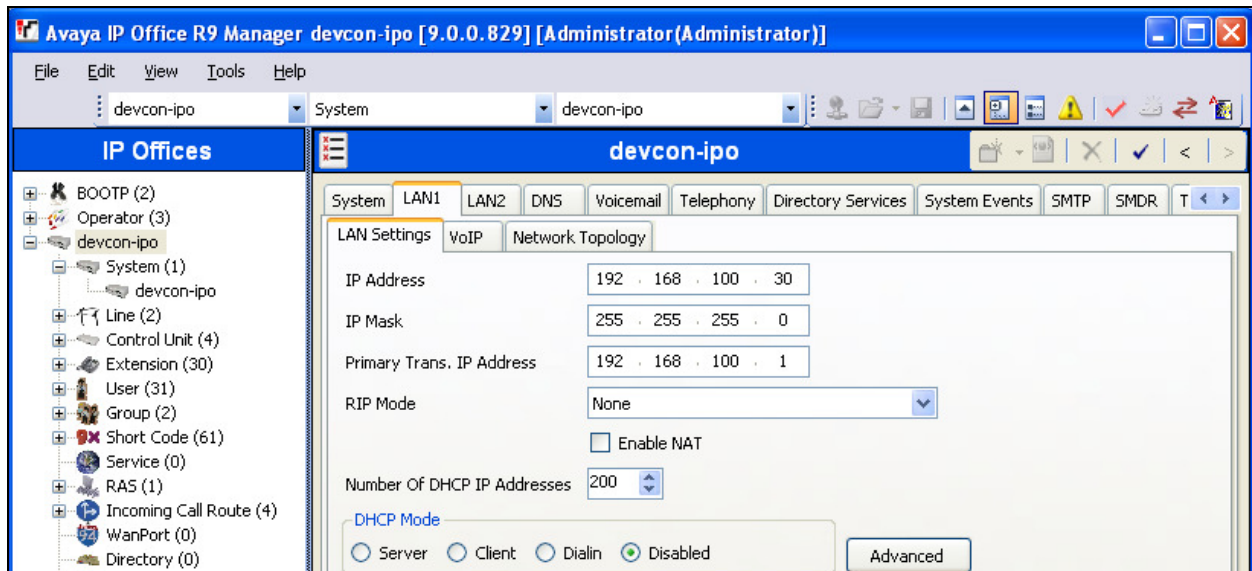 Avaya IP Office R9 Manager devcon-ipo [9.0.0.829] [Administrator(Administrator)]
File Edit View Tools Help
devcon-ipo System devcon-ipo
IP Offices
devcon-ipo
BOOTP (2)
Operator (3)
devcon-ipo
System (1)
devcon-ipo
Line (2)
Control Unit (4)
Extension (30)
User (31)
Group (2)
Short Code (61)
Service (0)
RAS (1)
Incoming Call Route (4)
WanPort (0)
Directory (0)
System LAN1 LAN2 DNS Voicemail Telephony Directory Services System Events SMTP SMDR T
LAN Settings VoIP Network Topology
IP Address 192 . 168 . 100 . 30
IP Mask 255 . 255 . 255 . 0
Primary Trans. IP Address 192 . 168 . 100 . 1
RIP Mode None
Enable NAT
Number Of DHCP IP Addresses 200
DHCP Mode
Server Client Dialin Disabled Advanced